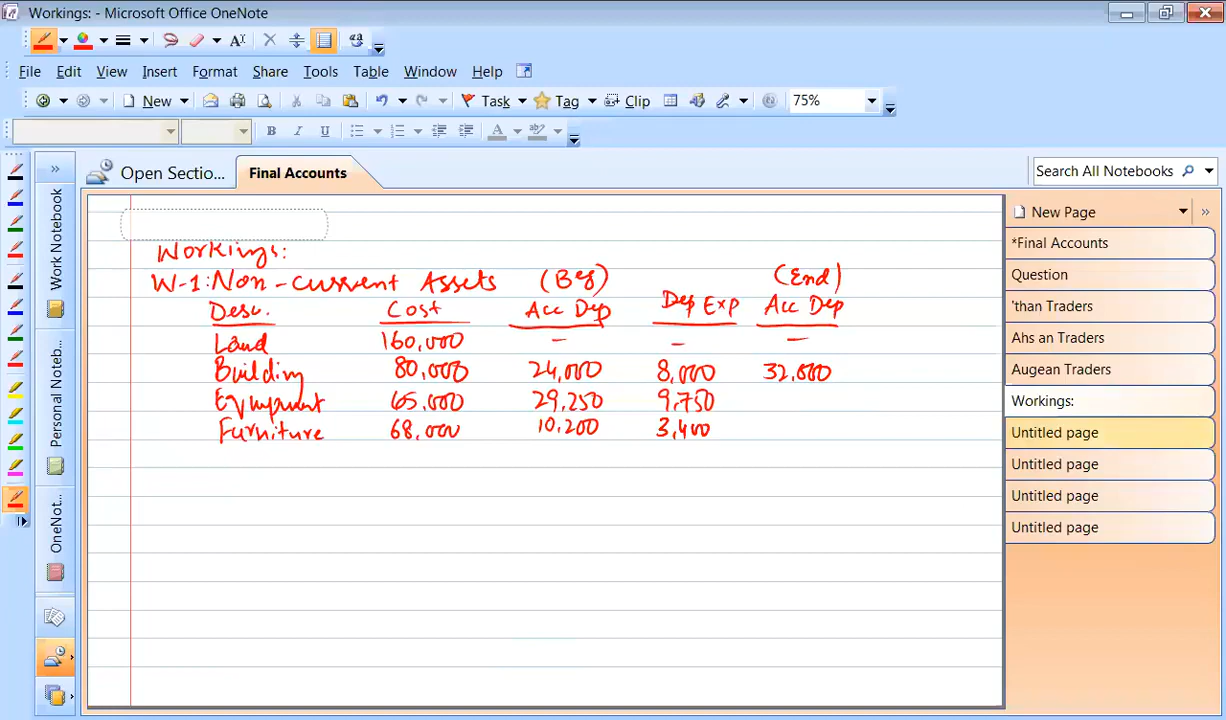 Workings: - Microsoft Office OneNote
File Edit View Insert Format Share Tools Table Window Help
New Task Tag Clip 75%
B I U A ab
Open Sectio... Final Accounts Search All Notebooks
Work Notebook
Personal Noteb...
OneNot...
New Page
*Final Accounts
Question
'than Traders
Ahs an Traders
Augean Traders
Workings:
Untitled page
Untitled page
Untitled page
Untitled page
Workings:
W-1: Non-Current Assets (Beg) (End)
Desc. Cost Acc Dep Dep Exp Acc Dep
Land 160,000 - - -
Building 80,000 24,000 8,000 32,000
Equipment 65,000 29,250 9,750
Furniture 68,000 10,200 3,400